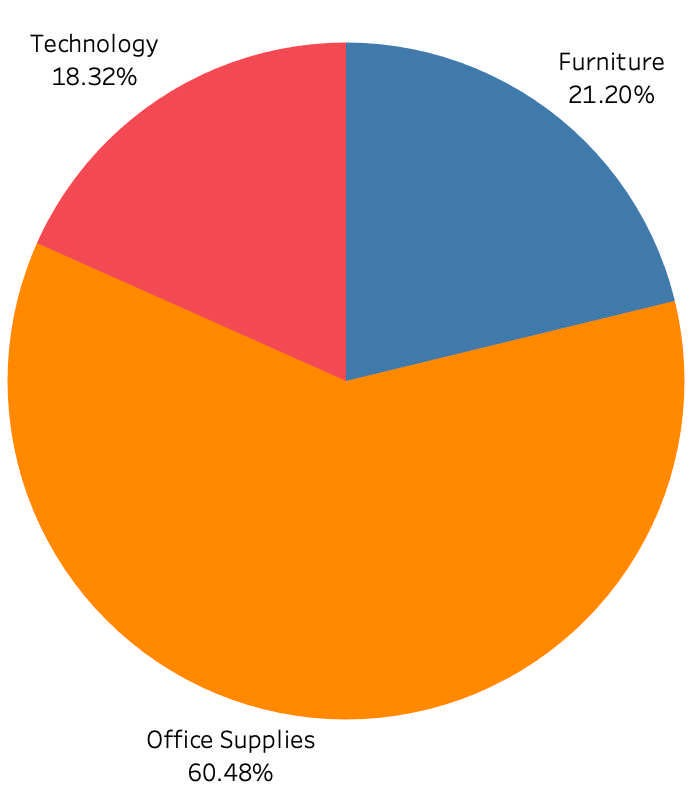 Technology
18.32%
Furniture
21.20%
Office Supplies
60.48%